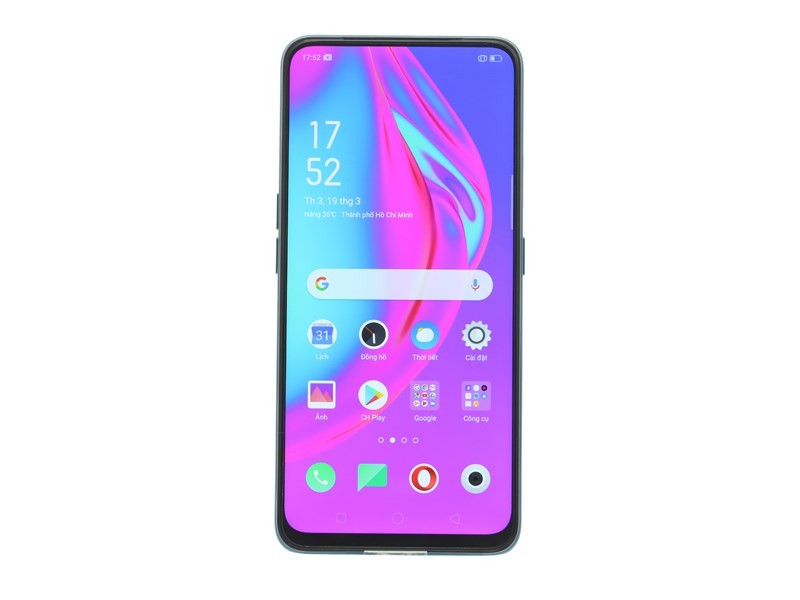 17:52
17
52
Th 3, 19 thg 3
Nắng 36°C Thành phố Hồ Chí Minh
G
31
Lịch
Đồng hồ
Thời tiết
Cài đặt
Ảnh
CH Play
Google
Công cụ